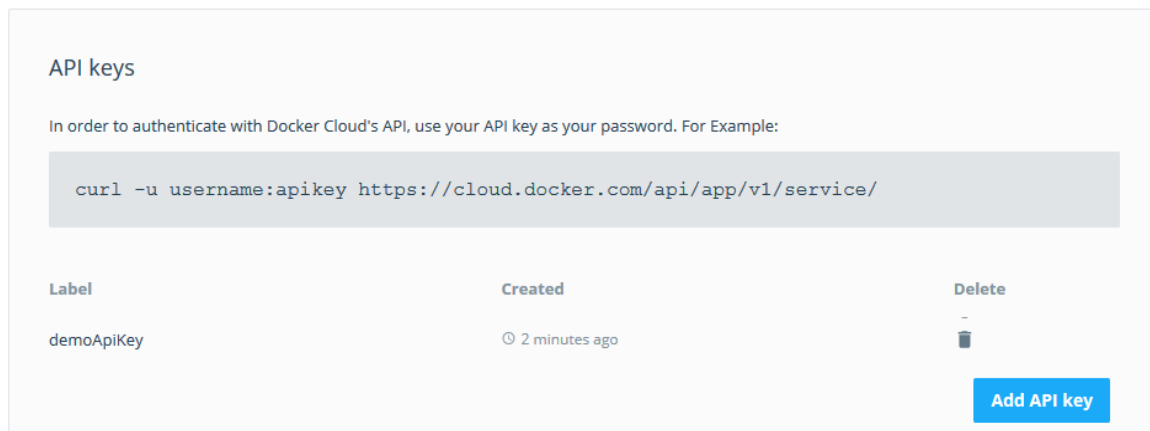 API keys
In order to authenticate with Docker Cloud's API, use your API key as your password. For Example:
curl -u username:apikey https://cloud.docker.com/api/app/v1/service/
Label Created Delete
demoApiKey 2 minutes ago
Add API key